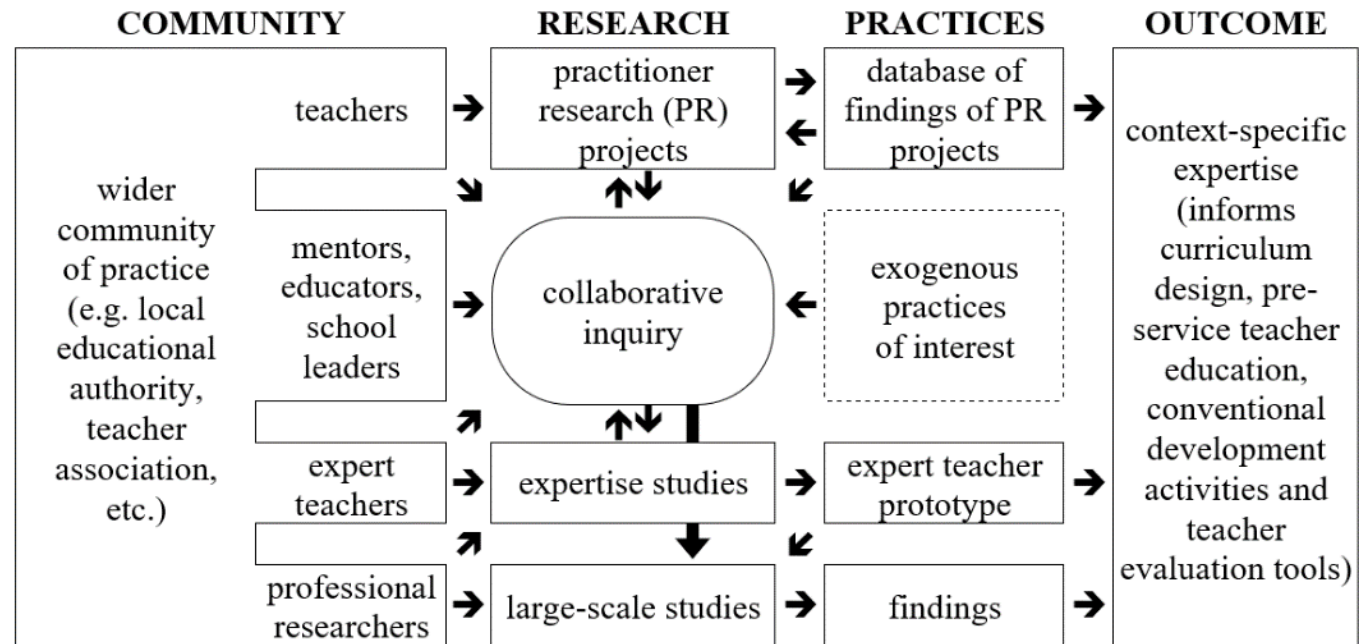 COMMUNITY
RESEARCH
PRACTICES
OUTCOME
wider
community
of practice
(e.g. local
educational
authority,
teacher
association,
etc.)
teachers
mentors,
educators,
school
leaders
expert
teachers
professional
researchers
practitioner
research (PR)
projects
collaborative
inquiry
expertise studies
large-scale studies
database of
findings of PR
projects
exogenous
practices
of interest
expert teacher
prototype
findings
context-specific
expertise
(informs
curriculum
design, pre-
service teacher
education,
conventional
development
activities and
teacher
evaluation tools)